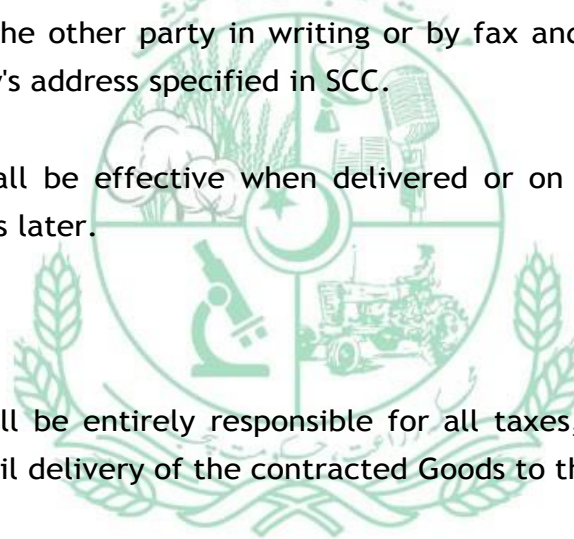 he other party in writing or by fax and
's address specified in SCC.
all be effective when delivered or on
s later.
ll be entirely responsible for all taxes,
il delivery of the contracted Goods to th